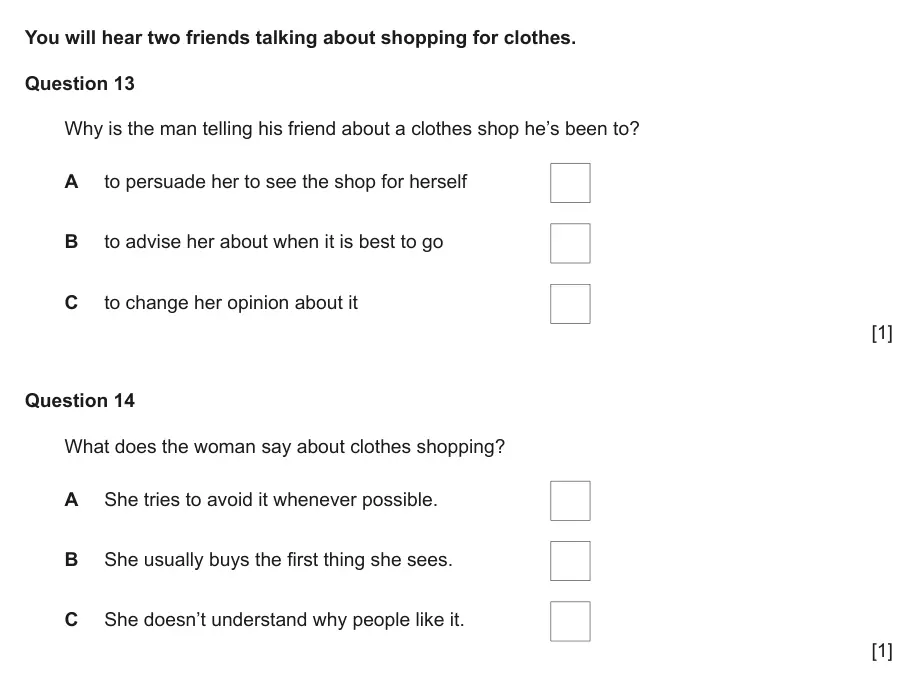 You will hear two friends talking about shopping for clothes.
Question 13
Why is the man telling his friend about a clothes shop he’s been to?
A to persuade her to see the shop for herself
B to advise her about when it is best to go
C to change her opinion about it
[1]
Question 14
What does the woman say about clothes shopping?
A She tries to avoid it whenever possible.
B She usually buys the first thing she sees.
C She doesn’t understand why people like it.
[1]